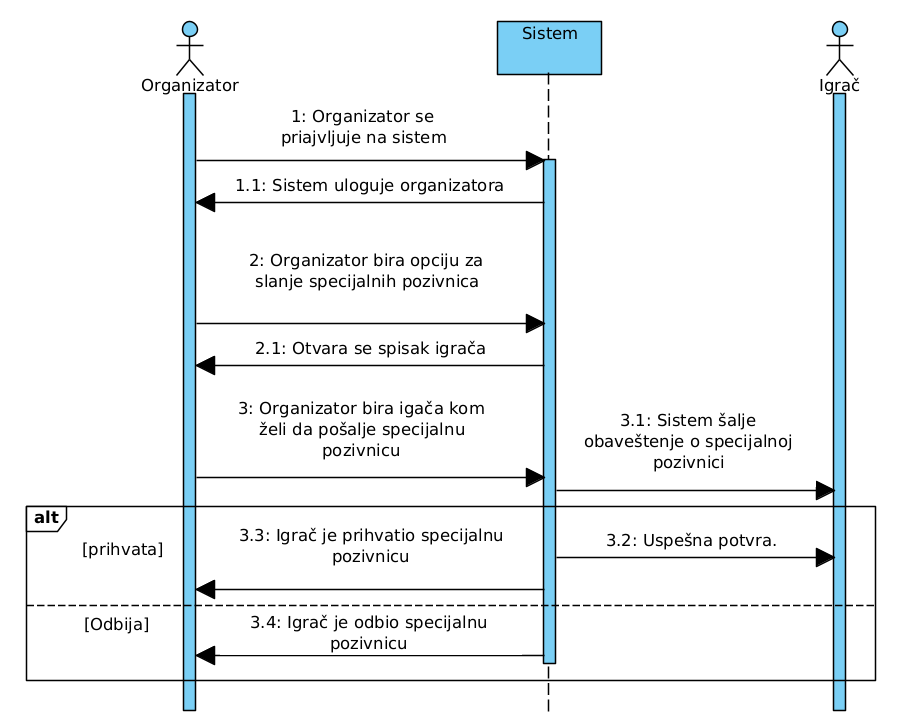 Organizator
Sistem
Igrač
1: Organizator se
priajvljuje na sistem
1.1: Sistem uloguje organizatora
2: Organizator bira opciju za
slanje specijalnih pozivnica
2.1: Otvara se spisak igrača
3: Organizator bira igača kom
želi da pošalje specijalnu
pozivnicu
3.1: Sistem šalje
obaveštenje o specijalnoj
pozivnici
alt
[prihvata]
3.3: Igrač je prihvatio specijalnu
pozivnicu
3.2: Uspešna potvra.
[Odbija]
3.4: Igrač je odbio specijalnu
pozivnicu